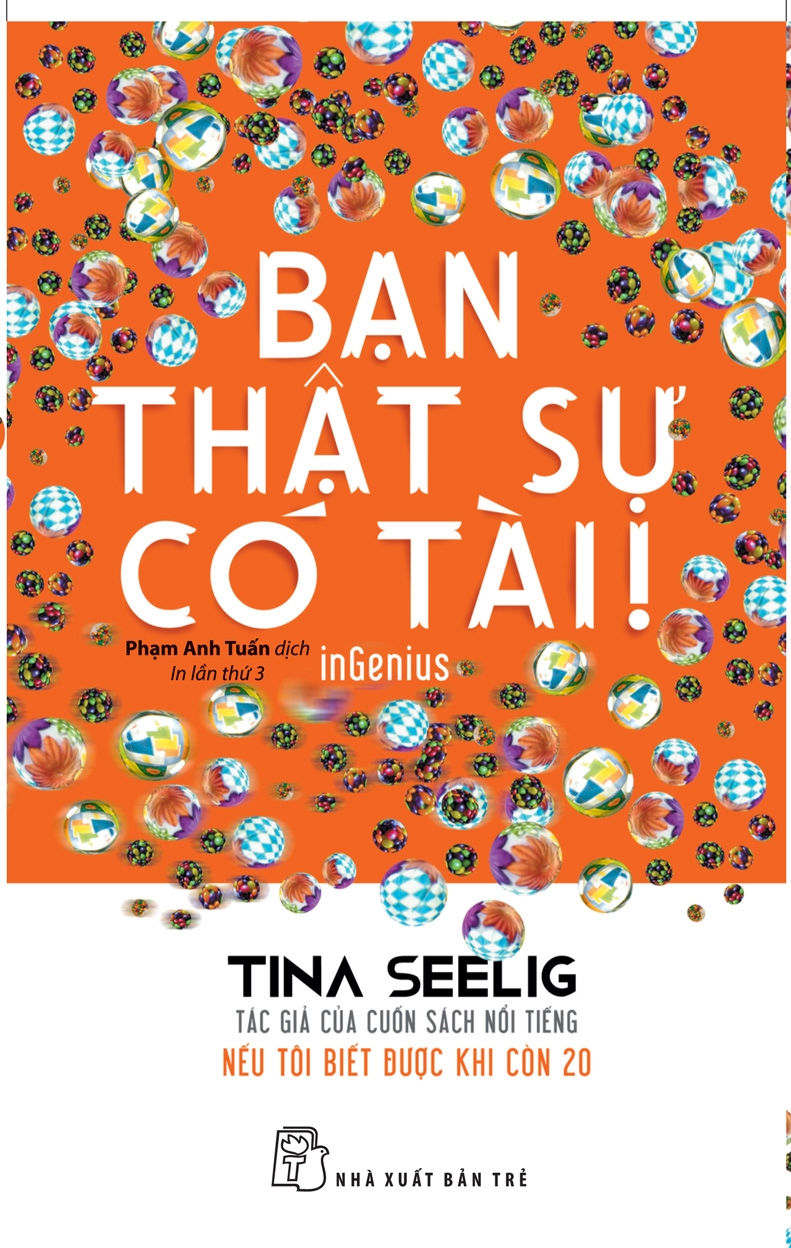 BẠN
THẬT SỰ
CÓ TÀI!
Phạm Anh Tuấn dịch
In lần thứ 3
inGenius
TINA SEELIG
TÁC GIẢ CỦA CUỐN SÁCH NỔI TIẾNG
NẾU TÔI BIẾT ĐƯỢC KHI CÒN 20
T
NHÀ XUẤT BẢN TRẺ